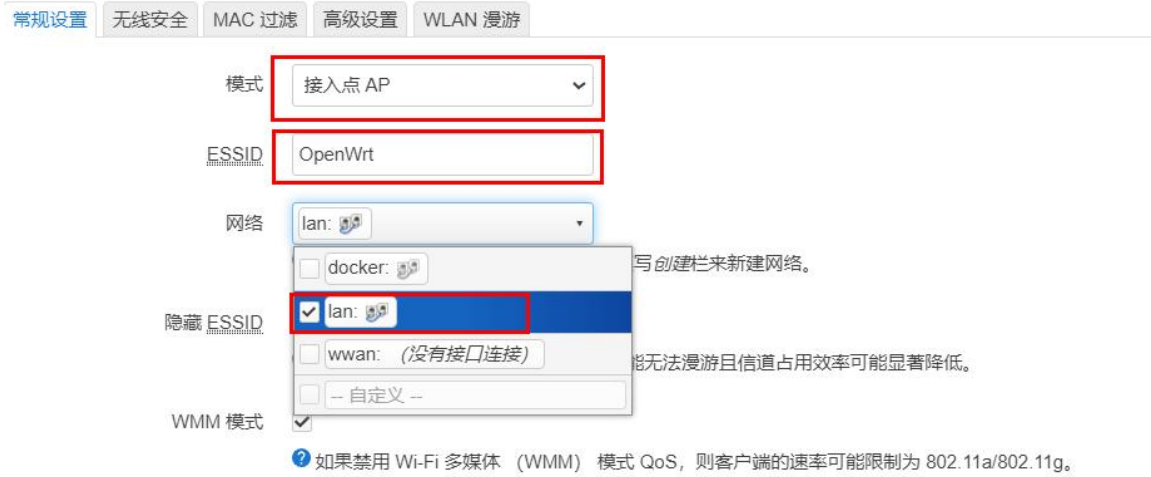 常规设置 无线安全 MAC 过滤 高级设置 WLAN 漫游
模式 接入点 AP
ESSID OpenWrt
网络 lan:
写创建栏来新建网络。
docker:
lan:
隐藏 ESSID
wwan: (没有接口连接)
能无法漫游且信道占用效率可能显著降低。
-- 自定义 --
WMM 模式
如果禁用 Wi-Fi 多媒体 (WMM) 模式 QoS，则客户端的速率可能限制为 802.11a/802.11g。